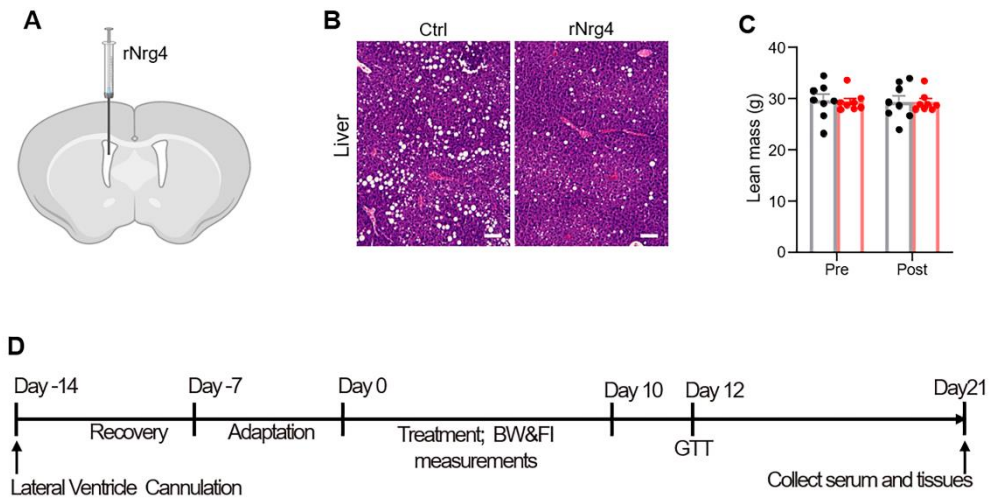 A
rNrg4
B
Ctrl
rNrg4
Liver
C
Lean mass (g)
40
30
20
10
0
Pre
Post
D
Day -14
Day -7
Day 0
Day 10
Day 12
Day21
Recovery
Adaptation
Treatment; BW&FI
measurements
GTT
Lateral Ventricle Cannulation
Collect serum and tissues